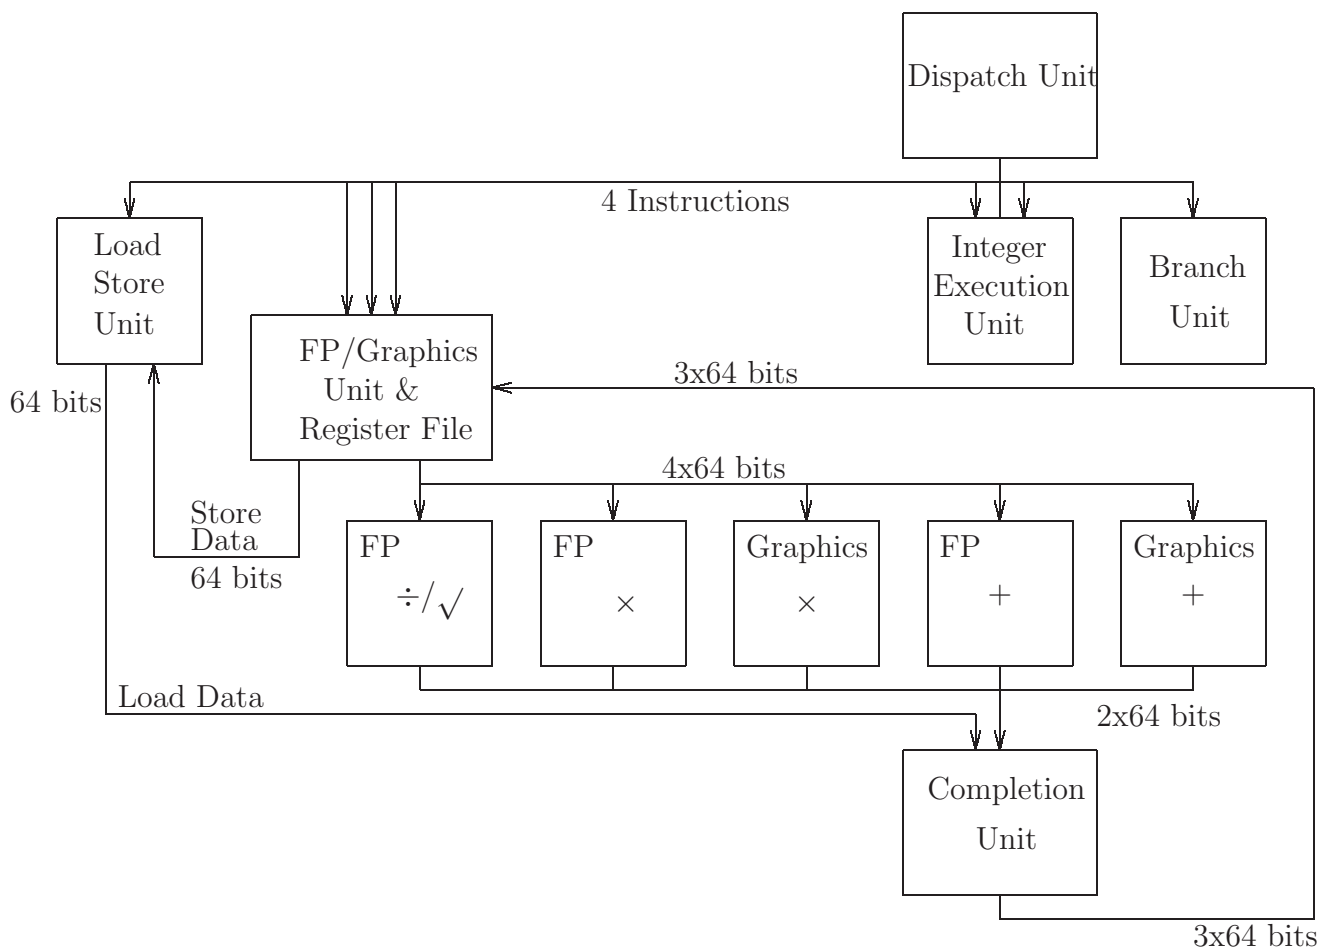 Dispatch Unit
4 Instructions
Load
Store
Unit
Integer
Execution
Unit
Branch
Unit
FP/Graphics
Unit &
Register File
3x64 bits
64 bits
4x64 bits
Store
Data
64 bits
FP
÷/√
FP
×
Graphics
×
FP
+
Graphics
+
Load Data
2x64 bits
Completion
Unit
3x64 bits